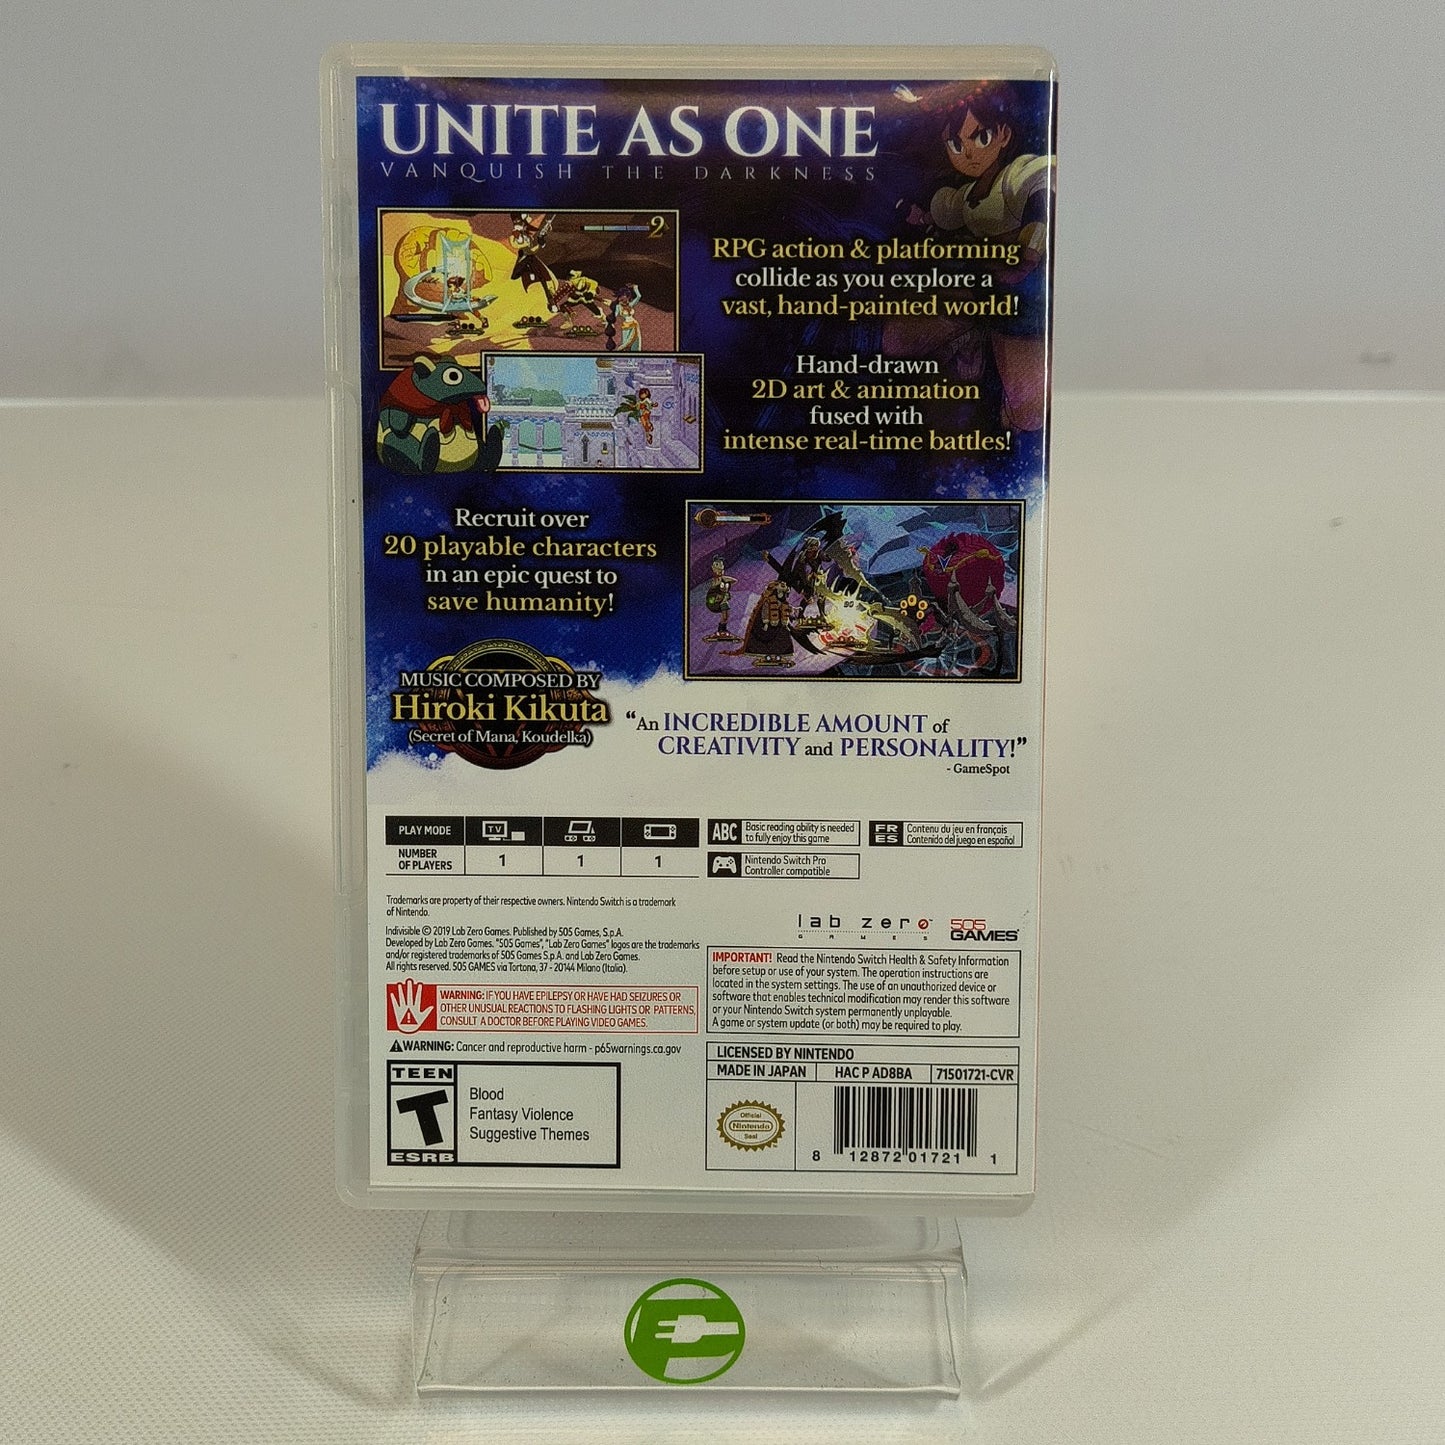 UNITE AS ONE
VANQUISH THE DARKNESS
2
RPG action & platforming
collide as you explore a
vast, hand-painted world!
Hand-drawn
2D art & animation
fused with
intense real-time battles!
Recruit over
20 playable characters
in an epic quest to
save humanity!
MUSIC COMPOSED BY
Hiroki Kikuta
(Secret of Mana, Koudelka)
“An INCREDIBLE AMOUNT of
CREATIVITY and PERSONALITY!”
- GameSpot
PLAY MODE
TV
NUMBER
OF PLAYERS
1
1
1
ABC
Basic reading ability is needed
to fully enjoy this game
FR
ES
Contenu du jeu en français
Contenido del juego en español
Nintendo Switch Pro
Controller compatible
Trademarks are property of their respective owners. Nintendo Switch is a trademark
of Nintendo.
Indivisible © 2019 Lab Zero Games. Published by 505 Games, S.p.A.
Developed by Lab Zero Games. "505 Games", "Lab Zero Games" logos are the trademarks
and/or registered trademarks of 505 Games S.p.A. and Lab Zero Games.
All rights reserved. 505 GAMES via Tortona, 37 - 20144 Milano (Italia).
lab zero™
GAMES
505
GAMES
IMPORTANT! Read the Nintendo Switch Health & Safety Information
before setup or use of your system. The operation instructions are
located in the system settings. The use of an unauthorized device or
software that enables technical modification may render this software
or your Nintendo Switch system permanently unplayable.
A game or system update (or both) may be required to play.
WARNING: IF YOU HAVE EPILEPSY OR HAVE HAD SEIZURES OR
OTHER UNUSUAL REACTIONS TO FLASHING LIGHTS OR PATTERNS,
CONSULT A DOCTOR BEFORE PLAYING VIDEO GAMES.
WARNING: Cancer and reproductive harm - p65warnings.ca.gov
TEEN
T
ESRB
Blood
Fantasy Violence
Suggestive Themes
LICENSED BY NINTENDO
MADE IN JAPAN
HAC P AD8BA
71501721-CVR
Official
Nintendo
Seal
8 12872 01721 1